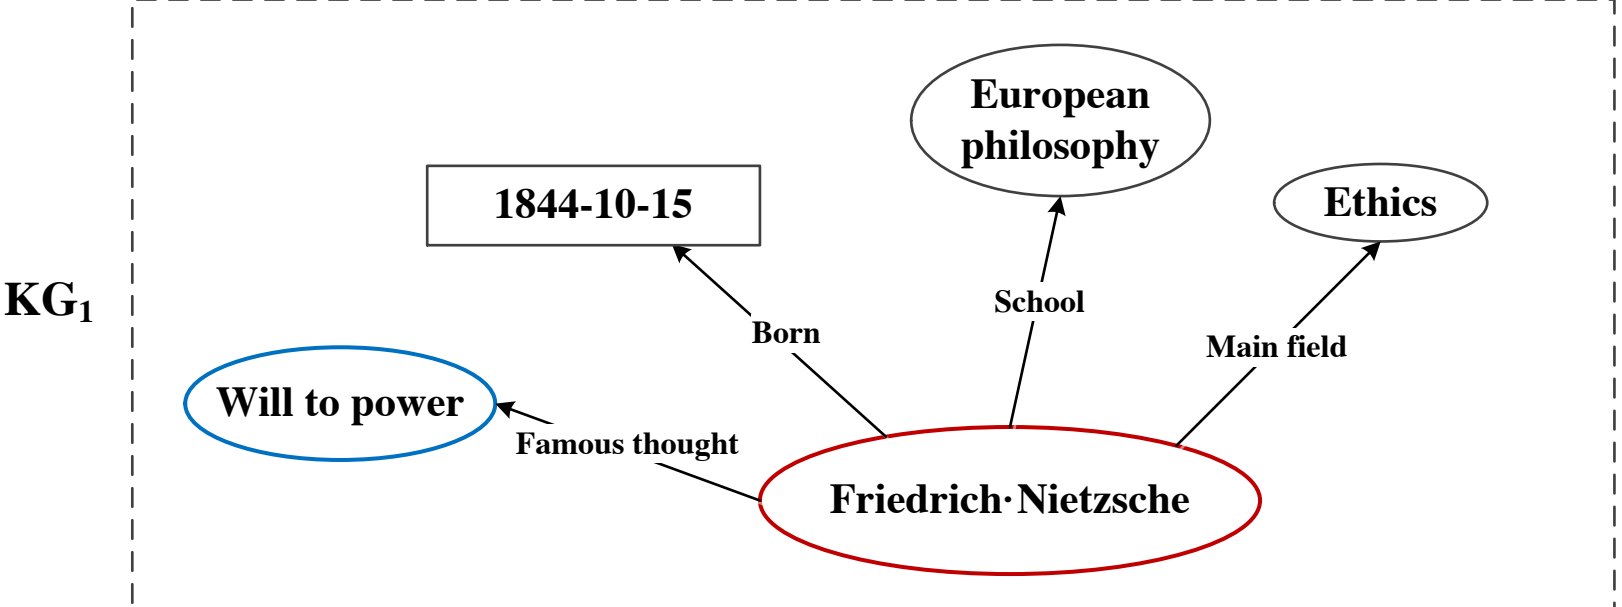 European
philosophy
1844-10-15
Ethics
KG₁
School
Born
Main field
Will to power
Famous thought
Friedrich·Nietzsche